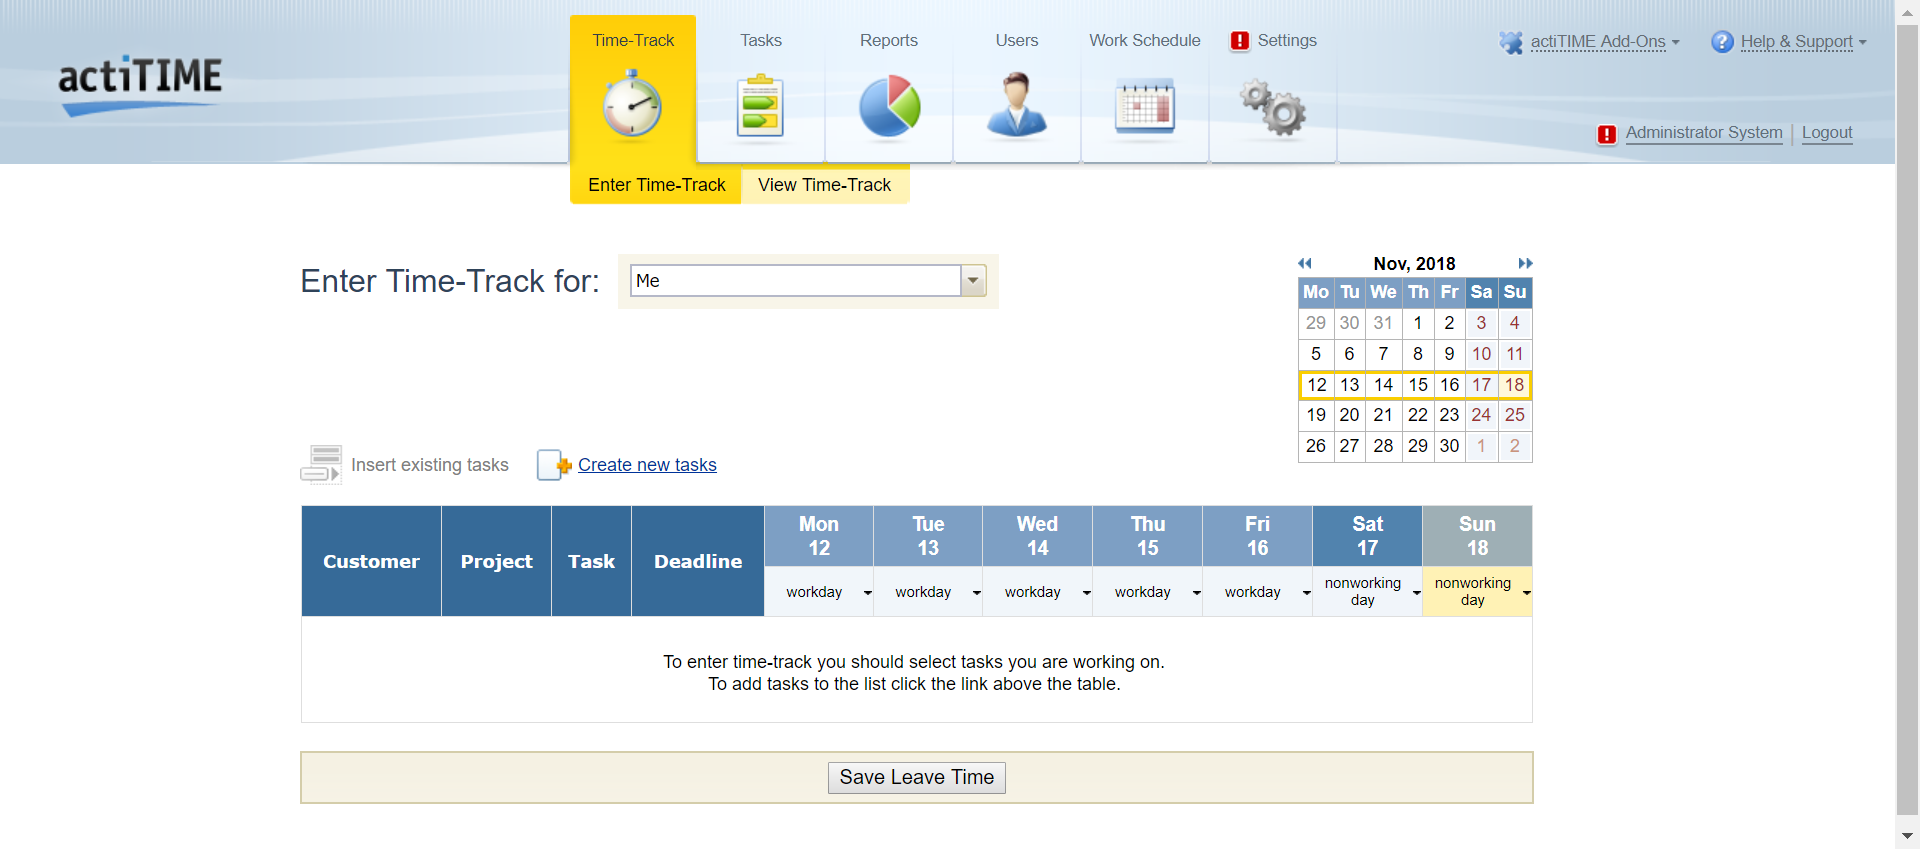 actiTIME
Time-Track
Tasks
Reports
Users
Work Schedule
Settings
actiTIME Add-Ons
Help & Support
Administrator System
Logout
Enter Time-Track
View Time-Track
Enter Time-Track for:
Me
Nov, 2018
Mo Tu We Th Fr Sa Su
29 30 31 1 2 3 4
5 6 7 8 9 10 11
12 13 14 15 16 17 18
19 20 21 22 23 24 25
26 27 28 29 30 1 2
Insert existing tasks
Create new tasks
Customer Project Task Deadline
Mon Tue Wed Thu Fri Sat Sun
12 13 14 15 16 17 18
workday workday workday workday workday nonworking day nonworking day
To enter time-track you should select tasks you are working on.
To add tasks to the list click the link above the table.
Save Leave Time